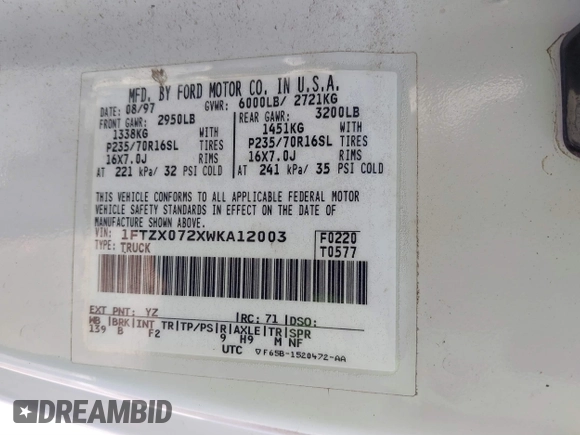 MFD. BY FORD MOTOR CO. IN U.S.A.
DATE: 08/97 GVWR: 6000LB/ 2721KG
FRONT GAWR: 2950LB REAR GAWR: 3200LB
1338KG WITH 1451KG WITH
P235/70R16SL TIRES P235/70R16SL TIRES
16X7.0J RIMS 16X7.0J RIMS
AT 221 kPa/ 32 PSI COLD AT 241 kPa/ 35 PSI COLD
THIS VEHICLE CONFORMS TO ALL APPLICABLE FEDERAL MOTOR
VEHICLE SAFETY STANDARDS IN EFFECT ON THE DATE OF
MANUFACTURE SHOWN ABOVE.
VIN: 1FTZX072XWKA12003 F0220
TYPE: TRUCK T0577
EXT PNT: YZ RC: 71 DSO:
WB BRK INT TR TP/PS R AXLE TR SPR
139 B F2 9 H9 M NF
UTC ▽F65B-1520472-AA
DREAMBID